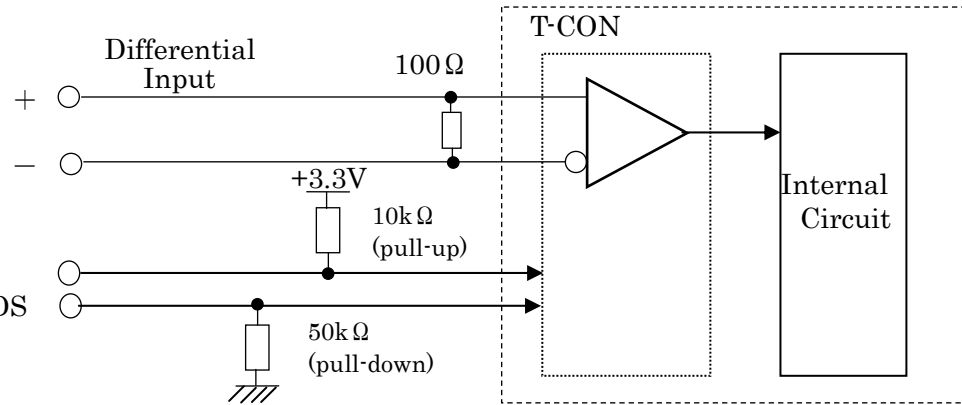 T-CON
Differential
Input
100Ω
+
−
+3.3V
10kΩ
(pull-up)
Internal
Circuit
50kΩ
(pull-down)